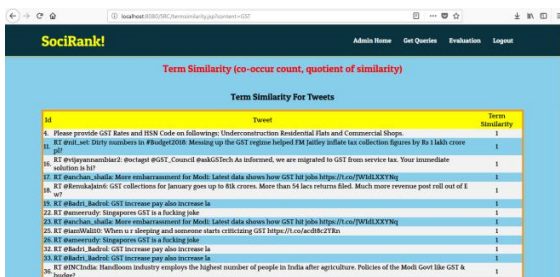 localhost:8080/SRC/termsimilarity.jsp?content=GST
SociRank!
Admin Home Get Queries Evaluation Logout
Term Similarity (co-occur count, quotient of similarity)
Term Similarity For Tweets
Id Tweet Term Similarity
4. Please provide GST Rates and HSN Code on followings; Underconstruction Residential Flats and Commercial Shops. 1
11. RT @nit_set: Dirty numbers in #Budget2018: Messing up the GST regime helped FM Jaitley inflate tax collection figures by Rs 1 lakh crore
pl? 1
16. RT @vijayannambiar2: @octagst @GST_Council @askGSTech As informed, we are migrated to GST from service tax. Your immediate
solution is hi? 1
17. RT @anchan_shaila: More embarrassment for Modi: Latest data shows how GST hit jobs https://t.co/JWIdLXXYNq 1
18. RT @RenukaJain6: GST collections for January goes up to 81k crores. More than 54 lacs returns filed. Much more revenue post roll out of E
w? 1
19. RT @Badri_Badrol: GST increase pay also increase la 1
22. RT @ameerudy: Singapores GST is a fucking joke 1
23. RT @anchan_shaila: More embarrassment for Modi: Latest data shows how GST hit jobs https://t.co/JWIdLXXYNq 1
25. RT @iamWali10: When u r sleeping and something starts criticizing GST 1
26. RT @ameerudy: Singapores GST is a fucking joke 1
32. RT @Badri_Badrol: GST increase pay also increase la 1
33. RT @Badri_Badrol: GST increase pay also increase la 1
36. RT @INCIndia: Handloom industry employs the highest number of people in India after agriculture. Policies of the Modi Govt like GST &
budge? 1